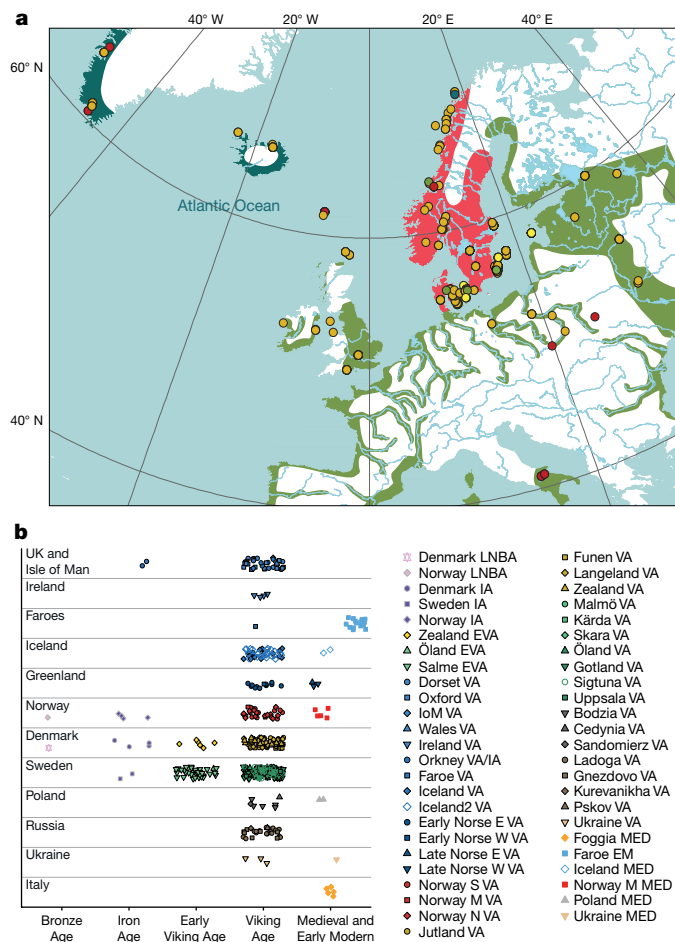 a
40° W
20° W
20° E
40° E
60° N
Atlantic Ocean
40° N
b
UK and
Isle of Man
Ireland
Faroes
Iceland
Greenland
Norway
Denmark
Sweden
Poland
Russia
Ukraine
Italy
Bronze
Age
Iron
Age
Early
Viking Age
Viking
Age
Medieval and
Early Modern
Denmark LNBA
Norway LNBA
Denmark IA
Sweden IA
Norway IA
Zealand EVA
Öland EVA
Salme EVA
Dorset VA
Oxford VA
IoM VA
Wales VA
Ireland VA
Orkney VA/IA
Faroe VA
Iceland VA
Iceland2 VA
Early Norse E VA
Early Norse W VA
Late Norse E VA
Late Norse W VA
Norway S VA
Norway M VA
Norway N VA
Jutland VA
Funen VA
Langeland VA
Zealand VA
Malmö VA
Kärda VA
Skara VA
Öland VA
Gotland VA
Sigtuna VA
Uppsala VA
Bodzia VA
Cedynia VA
Sandomierz VA
Ladoga VA
Gnezdovo VA
Kurevanikha VA
Pskov VA
Ukraine VA
Foggia MED
Faroe EM
Iceland MED
Norway M MED
Poland MED
Ukraine MED